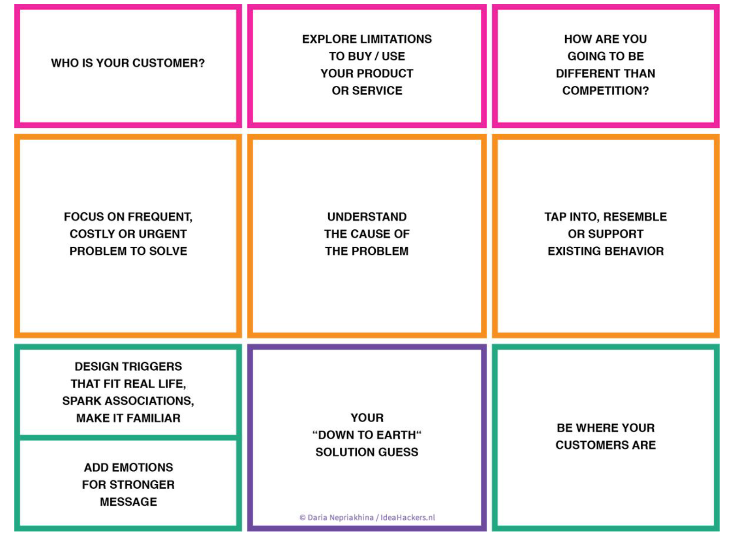 WHO IS YOUR CUSTOMER?
EXPLORE LIMITATIONS
TO BUY / USE
YOUR PRODUCT
OR SERVICE
HOW ARE YOU
GOING TO BE
DIFFERENT THAN
COMPETITION?
FOCUS ON FREQUENT,
COSTLY OR URGENT
PROBLEM TO SOLVE
UNDERSTAND
THE CAUSE OF
THE PROBLEM
TAP INTO, RESEMBLE
OR SUPPORT
EXISTING BEHAVIOR
DESIGN TRIGGERS
THAT FIT REAL LIFE,
SPARK ASSOCIATIONS,
MAKE IT FAMILIAR
ADD EMOTIONS
FOR STRONGER
MESSAGE
YOUR
“DOWN TO EARTH“
SOLUTION GUESS
© Daria Nepriakhina / IdeaHackers.nl
BE WHERE YOUR
CUSTOMERS ARE